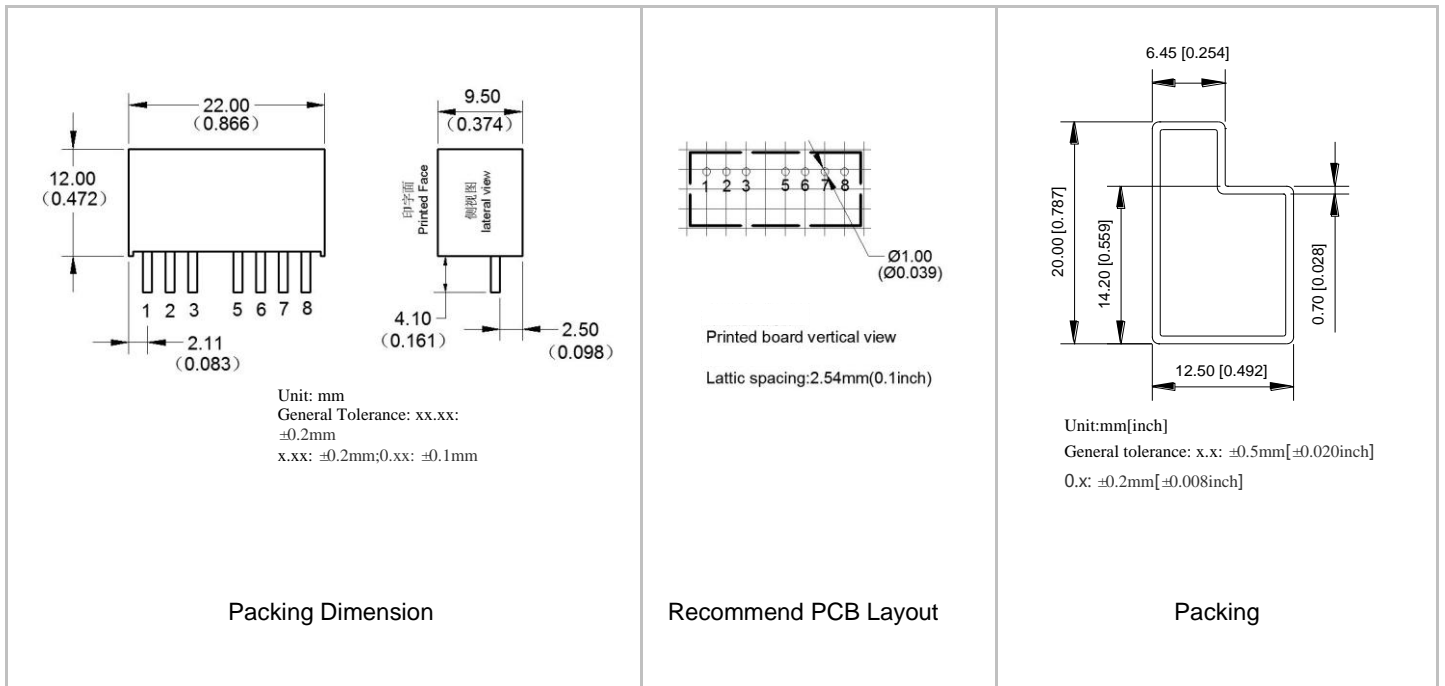 22.00
（0.866）
12.00
(0.472)
1 2 3 5 6 7 8
2.11
（0.083）
9.50
（0.374）
印字面
Printed Face
侧视图
lateral view
4.10
(0.161)
2.50
（0.098）
Unit: mm
General Tolerance: xx.xx:
±0.2mm
x.xx: ±0.2mm;0.xx: ±0.1mm
Packing Dimension
1 2 3 5 6 7 8
Ø1.00
(Ø0.039)
Printed board vertical view
Lattic spacing:2.54mm(0.1inch)
Recommend PCB Layout
6.45 [0.254]
20.00 [0.787]
14.20 [0.559]
0.70 [0.028]
12.50 [0.492]
Unit:mm[inch]
General tolerance: x.x: ±0.5mm[±0.020inch]
0.x: ±0.2mm[±0.008inch]
Packing